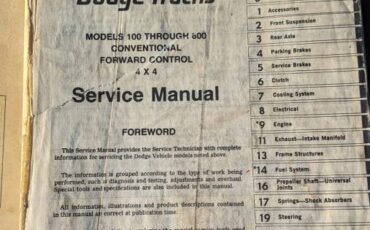 Dodge Trucks
MODELS 100 THROUGH 800
CONVENTIONAL
FORWARD CONTROL
4 X 4
Service Manual
FOREWORD
This Service Manual provides the Service Technician with complete
information for servicing the Dodge Vehicle models noted above.
The information is grouped according to the type of work being
performed, such as diagnosis and testing, adjustments and overhaul.
Special tools and specifications are also included in this manual.
All information, illustrations and product descriptions contained
in this manual are correct at publication time.
1 Accessories
2 Front Suspension
3 Rear Axle
4 Parking Brakes
5 Service Brakes
6 Clutch
7 Cooling System
8 Electrical
9 Engine
11 Exhaust—Intake Manifold
13 Frame Structures
14 Fuel System
16 Propeller Shaft—Universal
Joints
17 Springs—Shock Absorbers
19 Steering